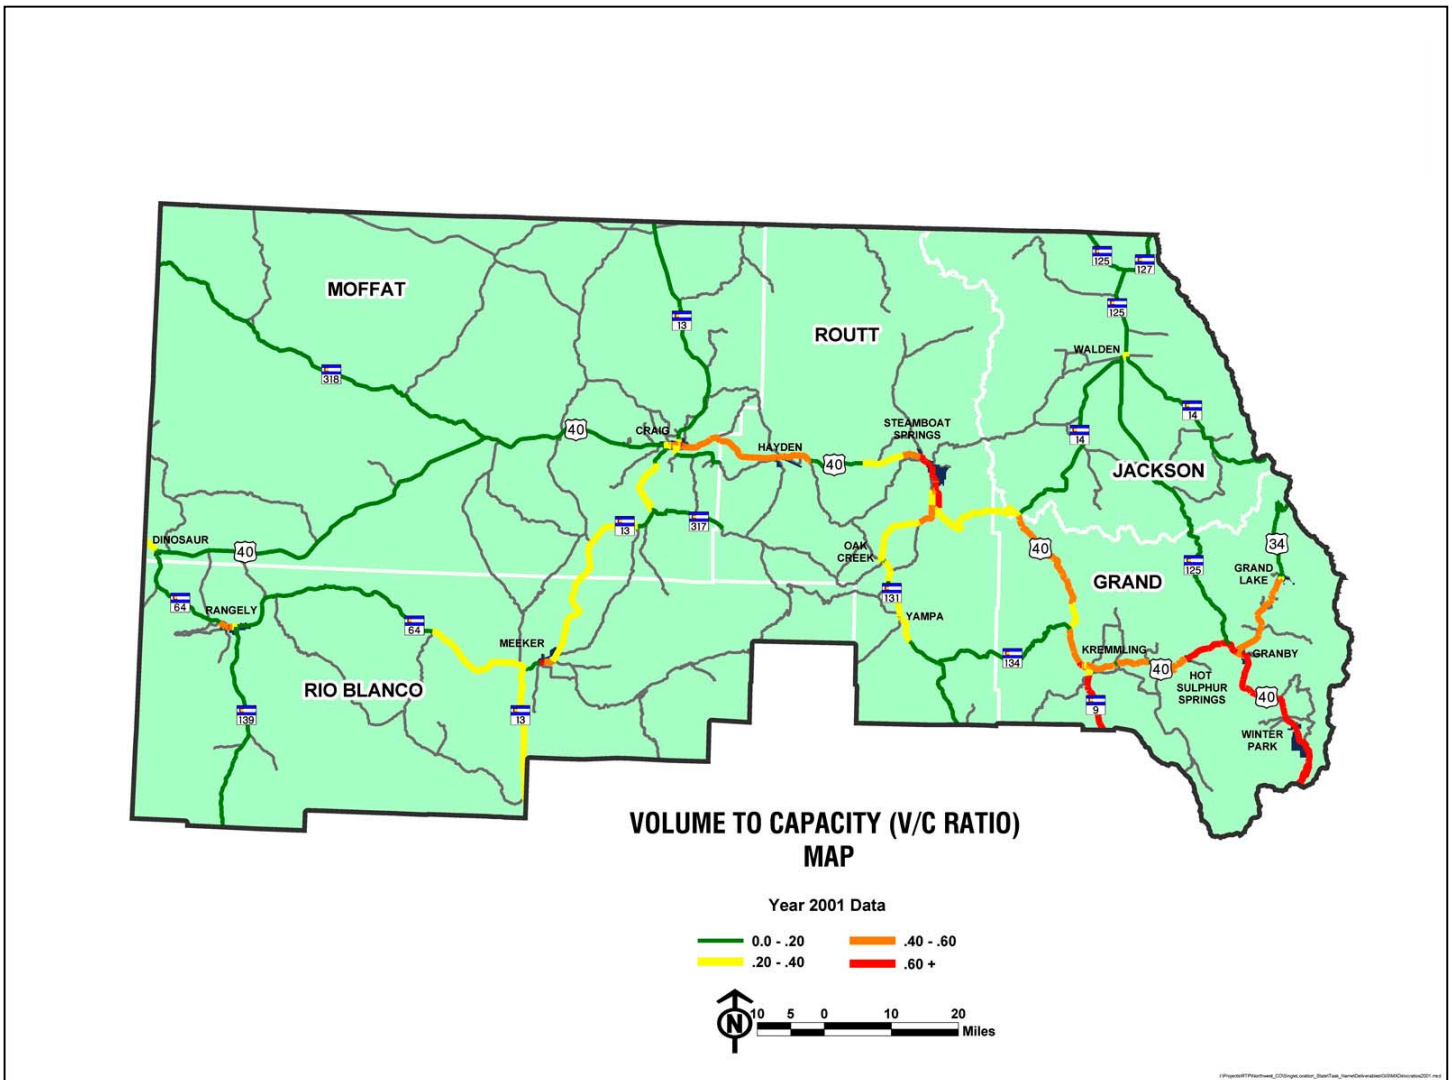 125
127
MOFFAT
125
13
ROUTT
WALDEN
318
14
STEAMBOAT
SPRINGS
40
CRAIG
14
HAYDEN
40
JACKSON
317
13
DINOSAUR
40
OAK
CREEK
40
34
125
GRAND
LAKE
GRAND
64
RANGELY
131
YAMPA
64
MEEKER
134
KREMMLING
GRANBY
40
HOT
SULPHUR
SPRINGS
RIO BLANCO
40
139
13
9
WINTER
PARK
VOLUME TO CAPACITY (V/C RATIO)
MAP
Year 2001 Data
0.0 - .20
.40 - .60
.20 - .40
.60 +
N
10 5 0 10 20
Miles